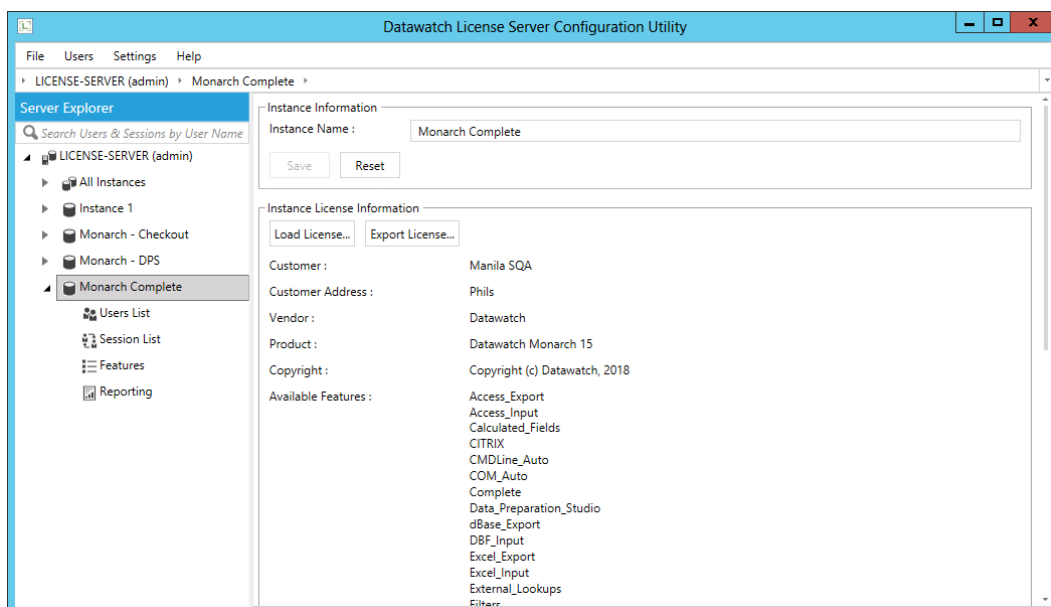 Datawatch License Server Configuration Utility
File Users Settings Help
LICENSE-SERVER (admin) Monarch Complete
Server Explorer
Search Users & Sessions by User Name
LICENSE-SERVER (admin)
All Instances
Instance 1
Monarch - Checkout
Monarch - DPS
Monarch Complete
Users List
Session List
Features
Reporting
Instance Information
Instance Name : Monarch Complete
Save Reset
Instance License Information
Load License... Export License...
Customer : Manila SQA
Customer Address : Phils
Vendor : Datawatch
Product : Datawatch Monarch 15
Copyright : Copyright (c) Datawatch, 2018
Available Features : Access_Export
Access_Input
Calculated_Fields
CITRIX
CMDLine_Auto
COM_Auto
Complete
Data_Preparation_Studio
dBase_Export
DBF_Input
Excel_Export
Excel_Input
External_Lookups
Filters